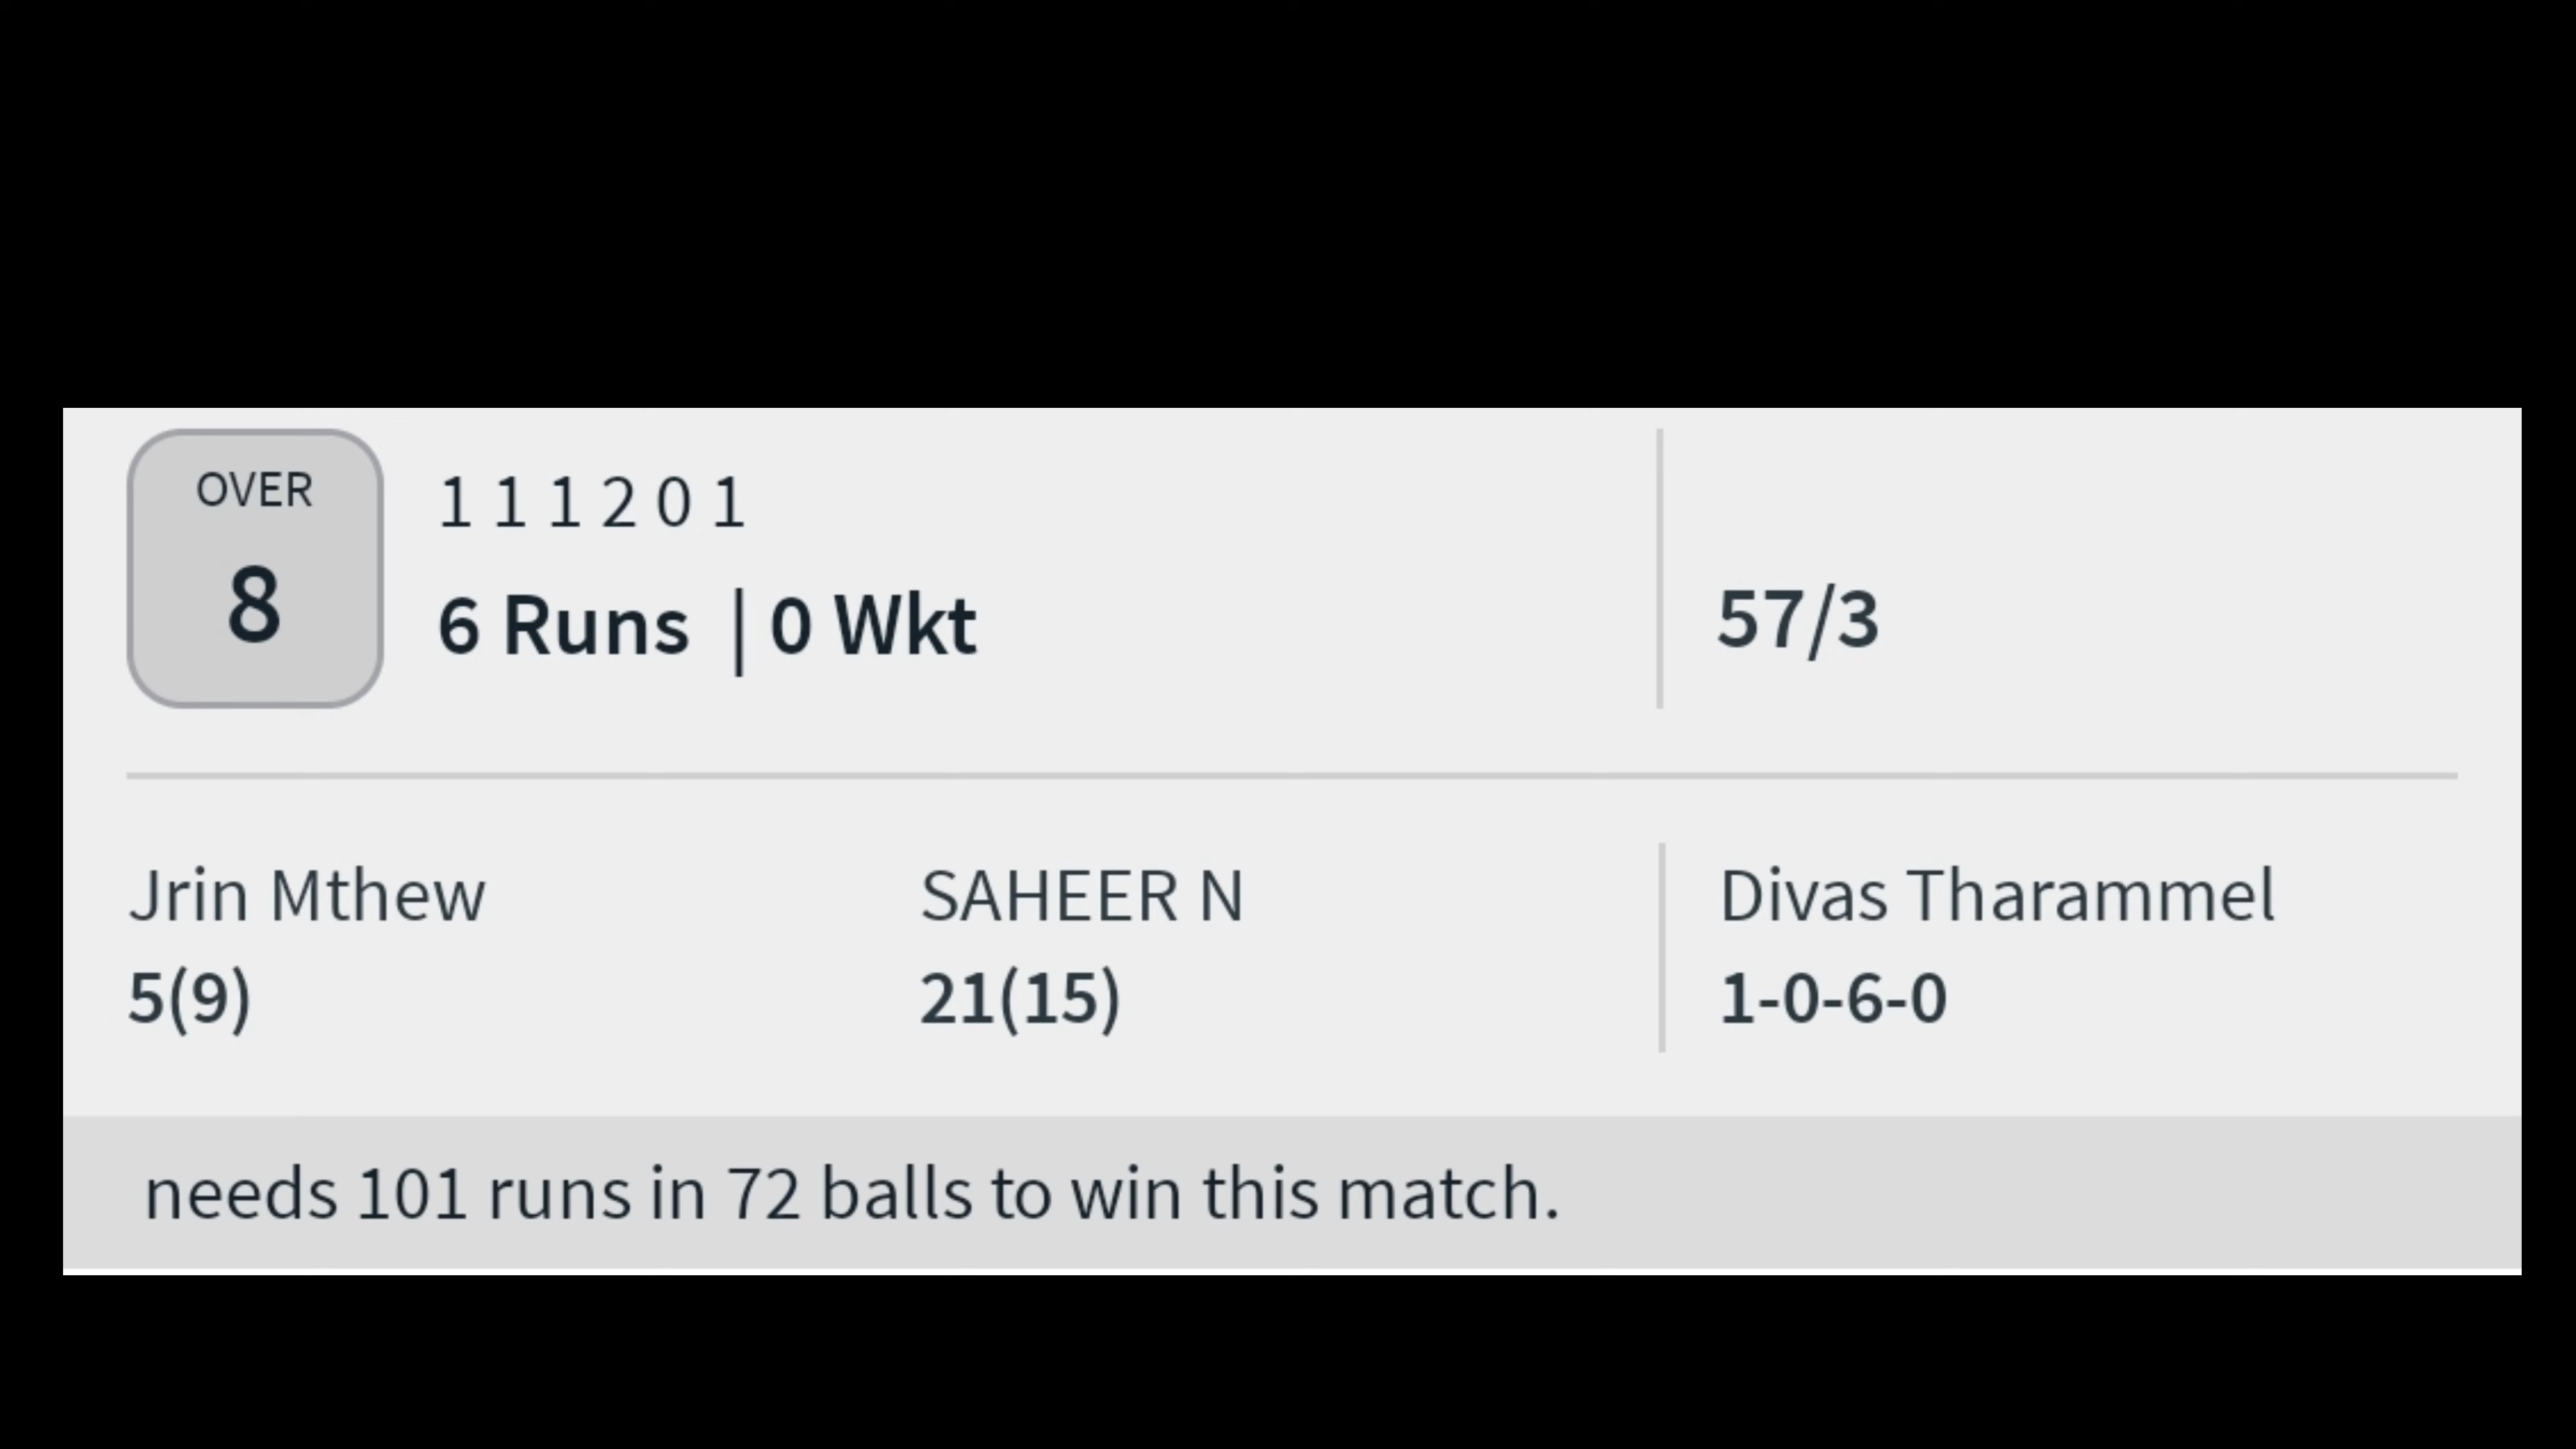 OVER
8
1 1 1 2 0 1
6 Runs | 0 Wkt
57/3
Jrin Mthew
5(9)
SAHEER N
21(15)
Divas Tharammel
1-0-6-0
needs 101 runs in 72 balls to win this match.